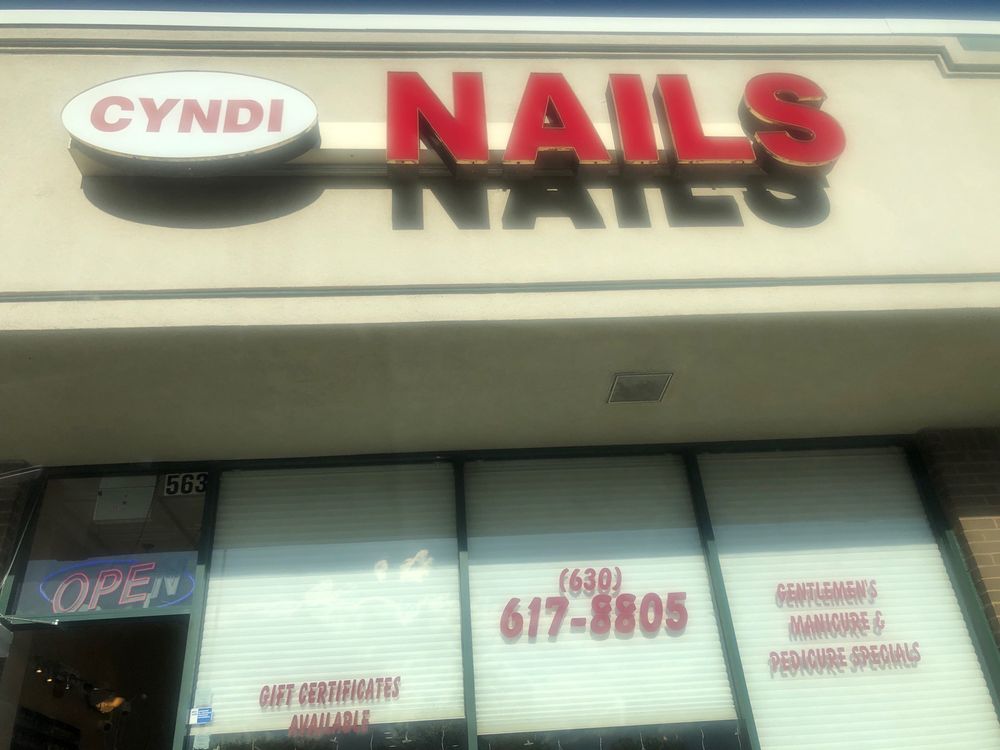 CYNDI NAILS
563
OPEN
(630)
617-8805
GENTLEMEN'S
MANICURE &
PEDICURE SPECIALS
GIFT CERTIFICATES
AVAILABLE